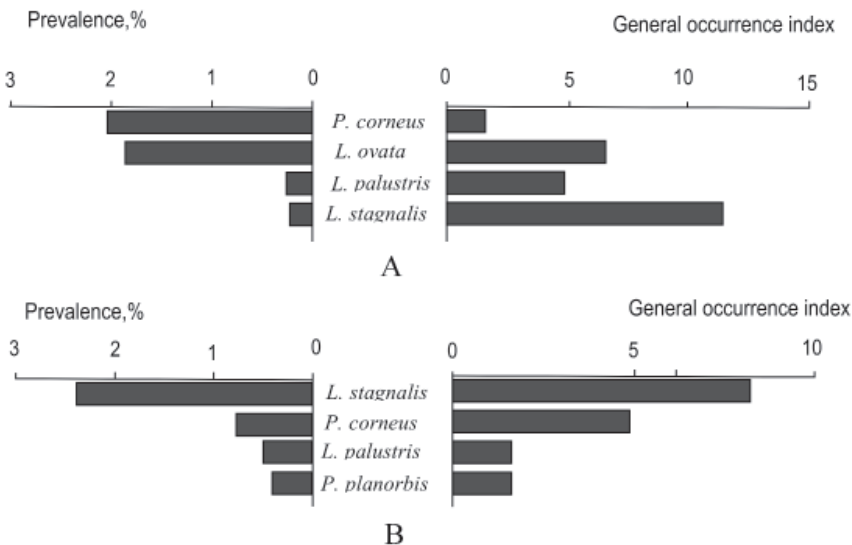 Prevalence,% General occurrence index
3 2 1 0 0 5 10 15
P. corneus
L. ovata
L. palustris
L. stagnalis
A
Prevalence,% General occurrence index
3 2 1 0 0 5 10
L. stagnalis
P. corneus
L. palustris
P. planorbis
B